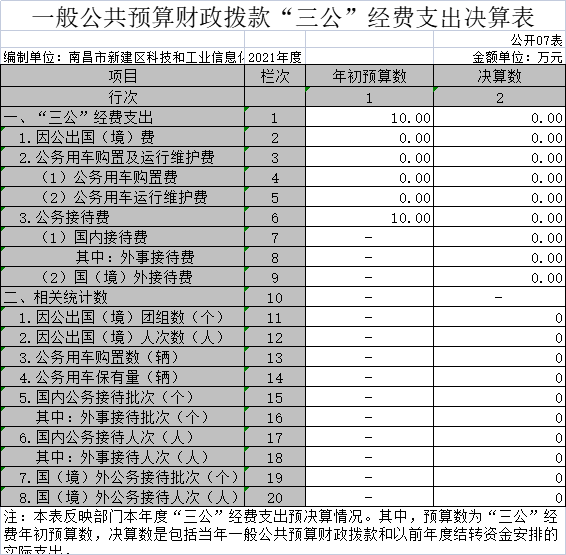 一般公共预算财政拨款“三公”经费支出决算表
公开07表
编制单位：南昌市新建区科技和工业信息化 2021年度 金额单位：万元
项目 栏次 年初预算数 决算数
行次 1 2
一、“三公”经费支出 1 10.00 0.00
1.因公出国（境）费 2 0.00 0.00
2.公务用车购置及运行维护费 3 0.00 0.00
（1）公务用车购置费 4 0.00 0.00
（2）公务用车运行维护费 5 0.00 0.00
3.公务接待费 6 10.00 0.00
（1）国内接待费 7 - 0.00
其中：外事接待费 8 - 0.00
（2）国（境）外接待费 9 - 0.00
二、相关统计数 10 - -
1.因公出国（境）团组数（个） 11 - 0
2.因公出国（境）人次数（人） 12 - 0
3.公务用车购置数（辆） 13 - 0
4.公务用车保有量（辆） 14 - 0
5.国内公务接待批次（个） 15 - 0
其中：外事接待批次（个） 16 - 0
6.国内公务接待人次（人） 17 - 0
其中：外事接待人次（人） 18 - 0
7.国（境）外公务接待批次（个） 19 - 0
8.国（境）外公务接待人次（人） 20 - 0
注：本表反映部门本年度“三公”经费支出预决算情况。其中，预算数为“三公”经
费年初预算数，决算数是包括当年一般公共预算财政拨款和以前年度结转资金安排的
实际支出。